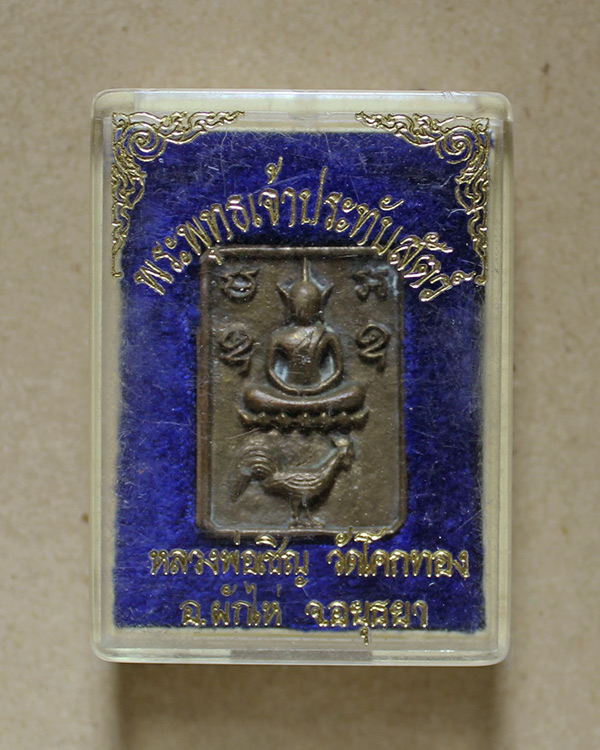 พระพุทธเจ้าประทับสัตว์
หลวงพ่อเชิญ วัดโคกทอง
อ.ผักไห่ จ.อยุธยา